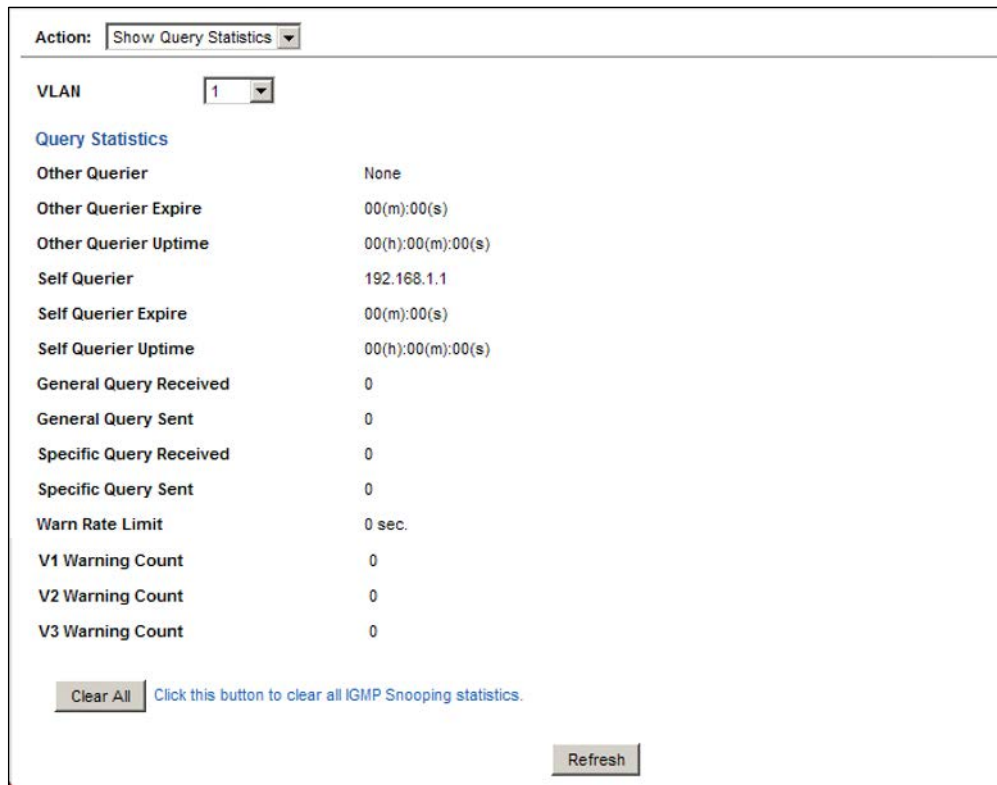 Action: Show Query Statistics
VLAN 1
Query Statistics
Other Querier None
Other Querier Expire 00(m):00(s)
Other Querier Uptime 00(h):00(m):00(s)
Self Querier 192.168.1.1
Self Querier Expire 00(m):00(s)
Self Querier Uptime 00(h):00(m):00(s)
General Query Received 0
General Query Sent 0
Specific Query Received 0
Specific Query Sent 0
Warn Rate Limit 0 sec.
V1 Warning Count 0
V2 Warning Count 0
V3 Warning Count 0
Clear All Click this button to clear all IGMP Snooping statistics.
Refresh